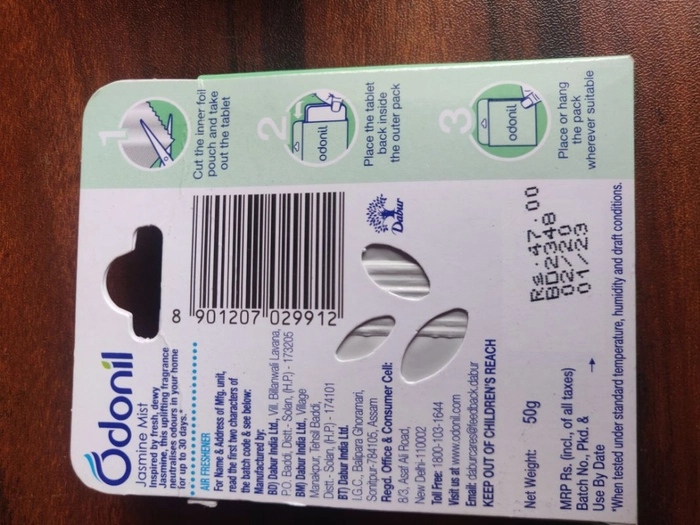 Odonil
Jasmine Mist
Inspired by fresh, dewy
Jasmine, this uplifting fragrance
neutralises odours in your home
for up to 30 days.*
AIR FRESHENER
For Name & Address of Mfg. unit,
read the first two characters of
the batch code & see below:
Manufactured by:
BD) Dabur India Ltd., Vill. Billanwali Lavana,
P.O. Baddi, Distt.- Solan, (H.P.) - 173205
BM) Dabur India Ltd., Village
Manakpur, Tehsil Baddi,
Distt.- Solan, (H.P.) - 174101
BT) Dabur India Ltd.
I.G.C., Balipara Ghoramari,
Sonitpur-784105, Assam
Regd. Office & Consumer Cell:
8/3, Asaf Ali Road,
New Delhi-110002
Toll Free: 1800-103-1644
Visit us at www.odonil.com
Email: daburcares@feedback.dabur
KEEP OUT OF CHILDREN'S REACH
Net Weight: 50g
MRP Rs. (incl., of all taxes)
Batch No., Pkd. &
Use By Date
Rs.47.00
BD2348
02/20
01/23
*When tested under standard temperature, humidity and draft conditions.
8 901207 029912
Dabur
1
Cut the inner foil
pouch and take
out the tablet
2
odonil
Place the tablet
back inside
the outer pack
3
odonil
Place or hang
the pack
wherever suitable